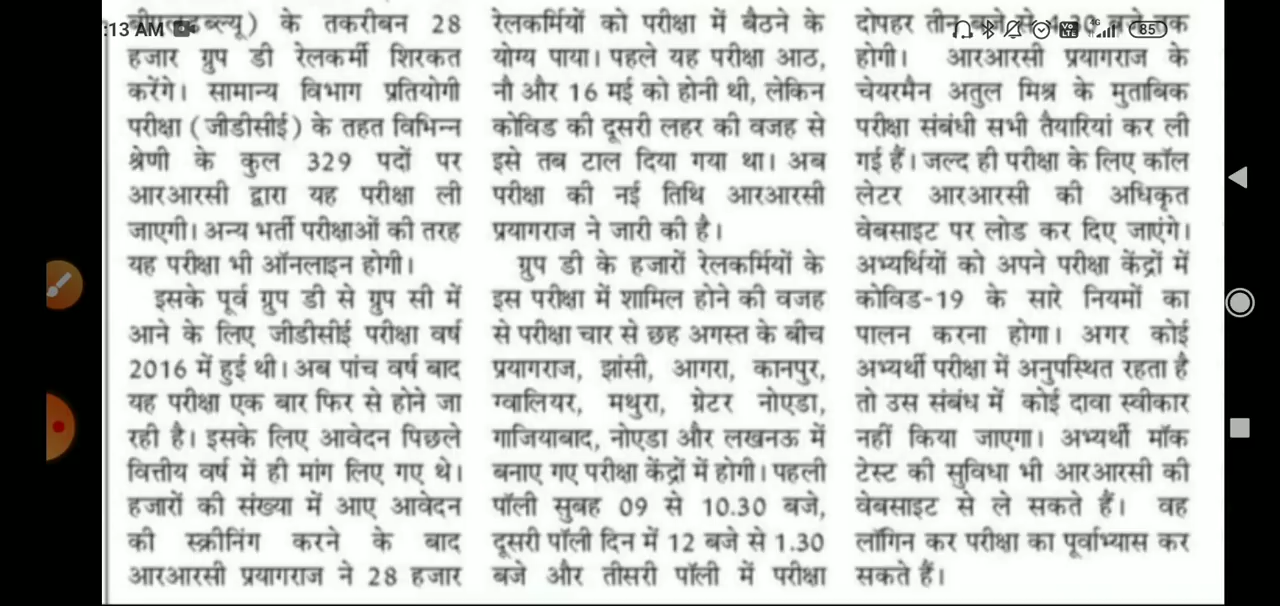 :13 AM
85
के तकरीबन 28
हजार ग्रुप डी रेलकर्मी शिरकत
करेंगे। सामान्य विभाग प्रतियोगी
परीक्षा (जीडीसीई) के तहत विभिन्न
श्रेणी के कुल 329 पदों पर
आरआरसी द्वारा यह परीक्षा ली
जाएगी। अन्य भर्ती परीक्षाओं की तरह
यह परीक्षा भी ऑनलाइन होगी।
इसके पूर्व ग्रुप डी से ग्रुप सी में
आने के लिए जीडीसीई परीक्षा वर्ष
2016 में हुई थी। अब पांच वर्ष बाद
यह परीक्षा एक बार फिर से होने जा
रही है। इसके लिए आवेदन पिछले
वित्तीय वर्ष में ही मांग लिए गए थे।
हजारों की संख्या में आए आवेदन
की स्क्रीनिंग करने के बाद
आरआरसी प्रयागराज ने 28 हजार
रेलकर्मियों को परीक्षा में बैठने के
योग्य पाया। पहले यह परीक्षा आठ,
नौ और 16 मई को होनी थी, लेकिन
कोविड की दूसरी लहर की वजह से
इसे तब टाल दिया गया था। अब
परीक्षा की नई तिथि आरआरसी
प्रयागराज ने जारी की है।
ग्रुप डी के हजारों रेलकर्मियों के
इस परीक्षा में शामिल होने की वजह
से परीक्षा चार से छह अगस्त के बीच
प्रयागराज, झांसी, आगरा, कानपुर,
ग्वालियर, मथुरा, ग्रेटर नोएडा,
गाजियाबाद, नोएडा और लखनऊ में
बनाए गए परीक्षा केंद्रों में होगी। पहली
पॉली सुबह 09 से 10.30 बजे,
दूसरी पॉली दिन में 12 बजे से 1.30
बजे और तीसरी पॉली में परीक्षा
दोपहर तीन बजे से तक
होगी। आरआरसी प्रयागराज के
चेयरमैन अतुल मिश्र के मुताबिक
परीक्षा संबंधी सभी तैयारियां कर ली
गई हैं। जल्द ही परीक्षा के लिए कॉल
लेटर आरआरसी की अधिकृत
वेबसाइट पर लोड कर दिए जाएंगे।
अभ्यर्थियों को अपने परीक्षा केंद्रों में
कोविड-19 के सारे नियमों का
पालन करना होगा। अगर कोई
अभ्यर्थी परीक्षा में अनुपस्थित रहता है
तो उस संबंध में कोई दावा स्वीकार
नहीं किया जाएगा। अभ्यर्थी मॉक
टेस्ट की सुविधा भी आरआरसी की
वेबसाइट से ले सकते हैं। वह
लॉगिन कर परीक्षा का पूर्वाभ्यास कर
सकते हैं।